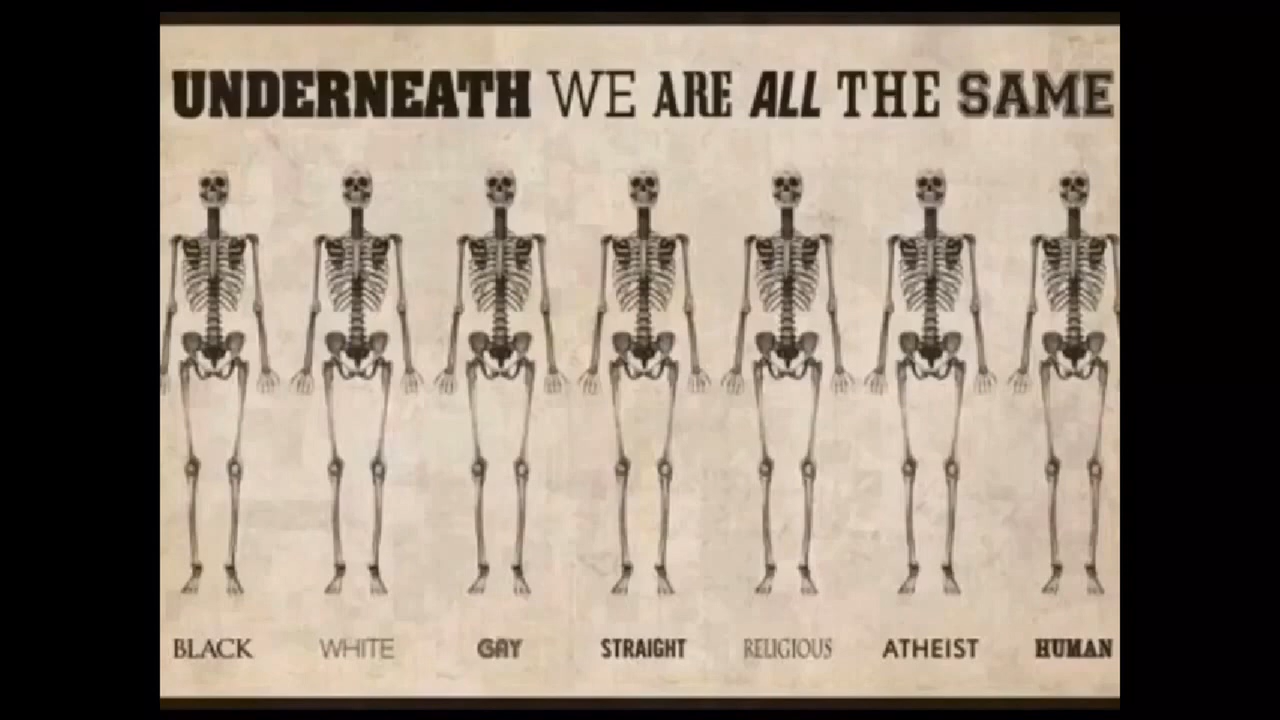 UNDERNEATH WE ARE ALL THE SAME
BLACK WHITE GAY STRAIGHT RELIGIOUS ATHEIST HUMAN